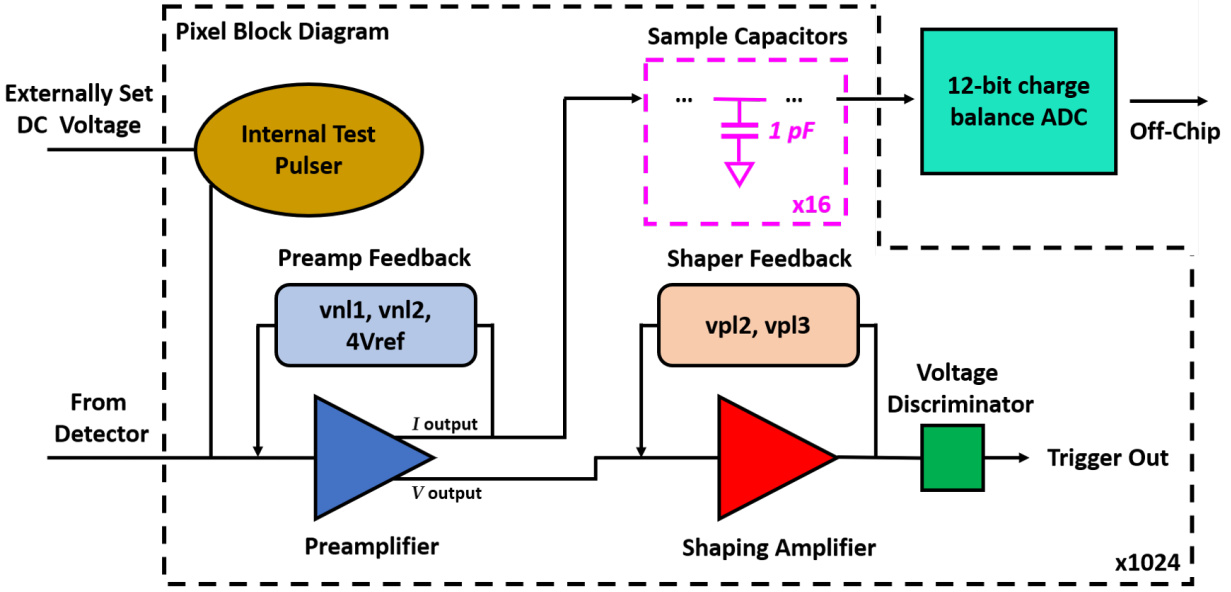 Pixel Block Diagram
Externally Set
DC Voltage
Internal Test
Pulser
Sample Capacitors
...
...
1 pF
x16
12-bit charge
balance ADC
Off-Chip
Preamp Feedback
vnl1, vnl2,
4Vref
Shaper Feedback
vpl2, vpl3
From
Detector
I output
V output
Preamplifier
Shaping Amplifier
Voltage
Discriminator
Trigger Out
x1024